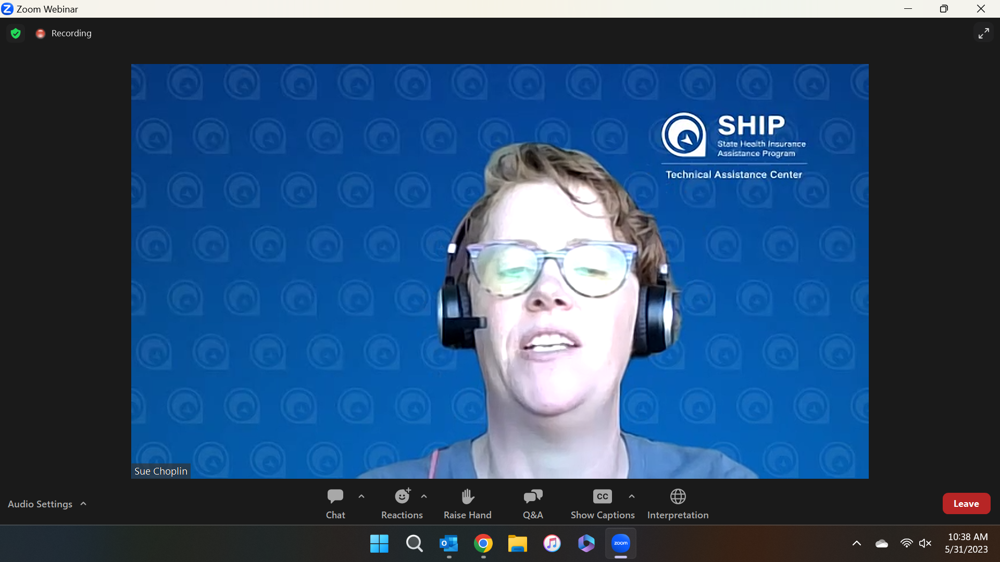 Zoom Webinar
Recording
SHIP
State Health Insurance
Assistance Program
Technical Assistance Center
Sue Choplin
Audio Settings
Chat
Reactions
Raise Hand
Q&A
CC
Show Captions
Interpretation
Leave
zoom
10:38 AM
5/31/2023